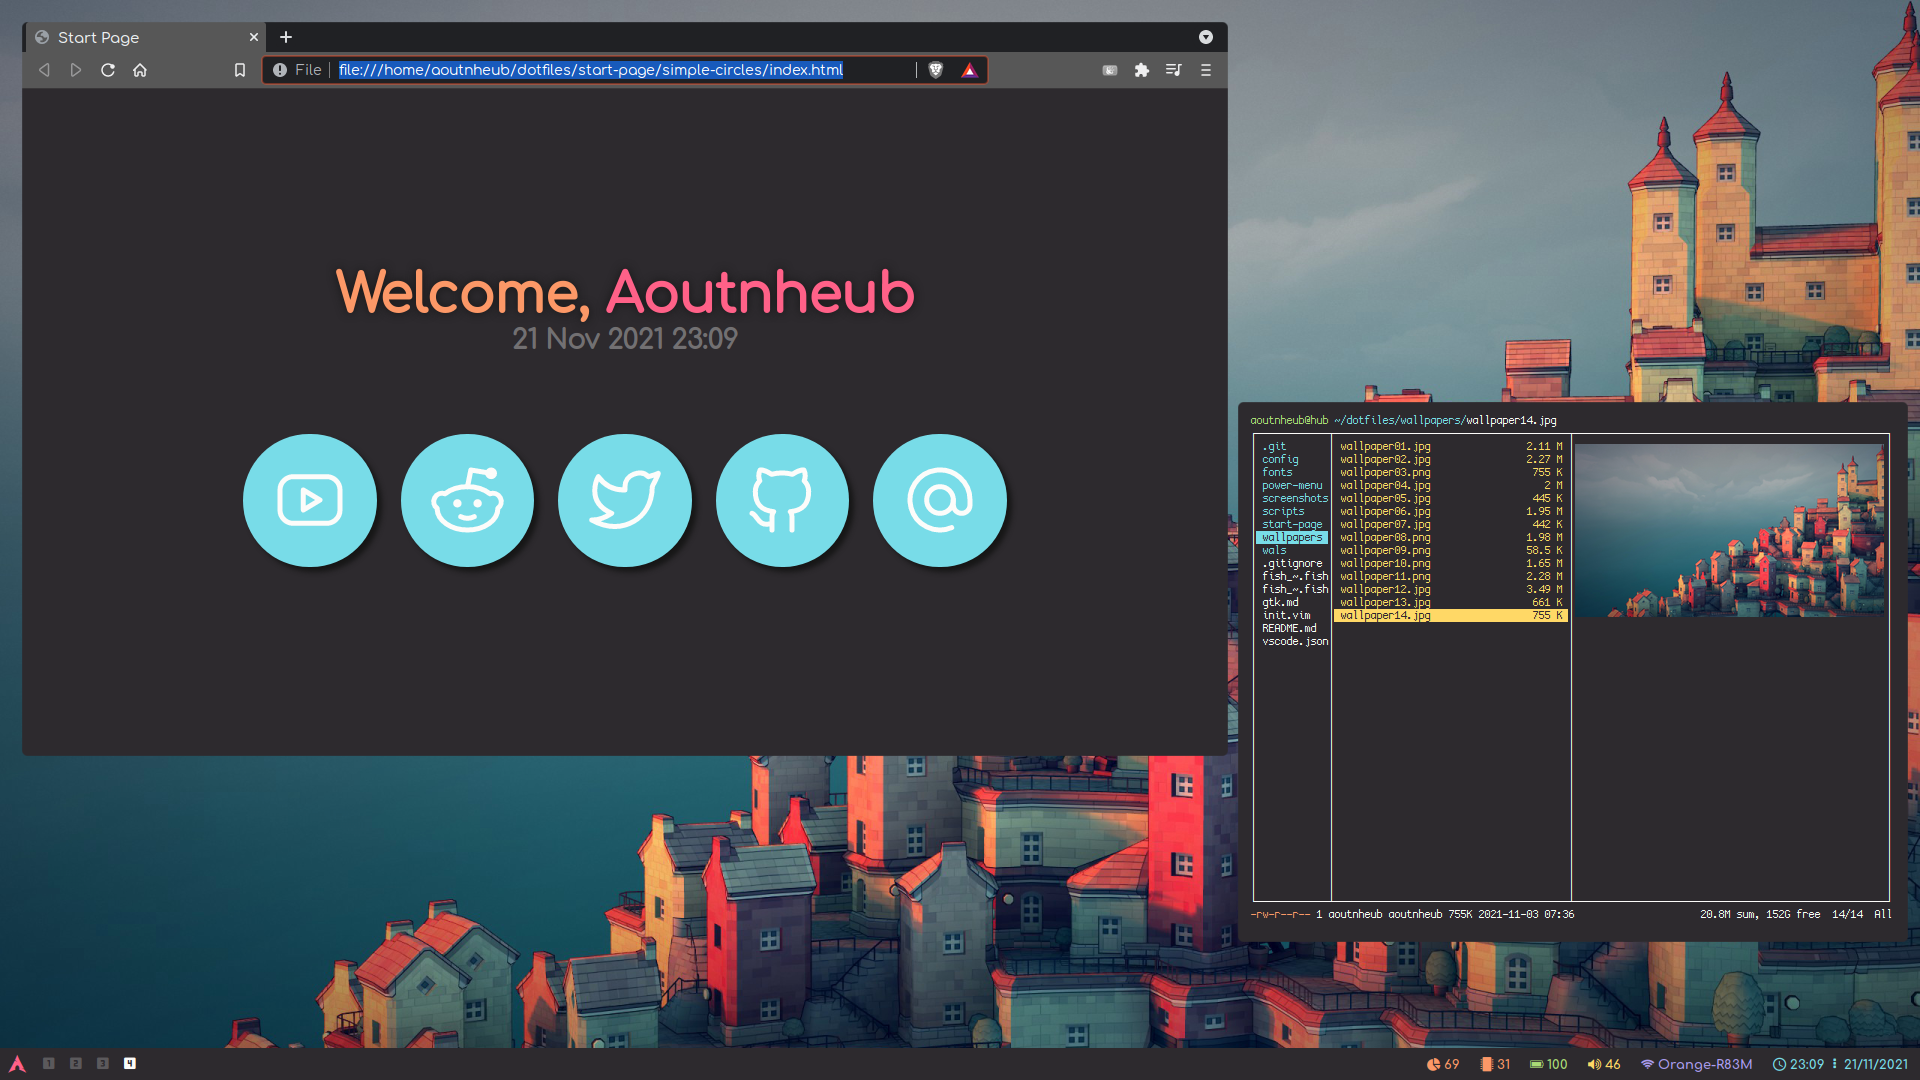 Start Page
File
file:///home/aoutnheub/dotfiles/start-page/simple-circles/index.html
Welcome, Aoutnheub
21 Nov 2021 23:09
aoutnheub@hub ~/dotfiles/wallpapers/wallpaper14.jpg
.git
config
fonts
power-menu
screenshots
scripts
start-page
wallpapers
wals
.gitignore
fish_~.fish
fish_~.fish
gtk.md
init.vim
README.md
vscode.json
wallpaper01.jpg 2.11 M
wallpaper02.jpg 2.27 M
wallpaper03.png 755 K
wallpaper04.jpg 2 M
wallpaper05.jpg 445 K
wallpaper06.jpg 1.95 M
wallpaper07.jpg 442 K
wallpaper08.png 1.98 M
wallpaper09.png 58.5 K
wallpaper10.png 1.65 M
wallpaper11.png 2.28 M
wallpaper12.jpg 3.49 M
wallpaper13.jpg 661 K
wallpaper14.jpg 755 K
-rw-r--r-- 1 aoutnheub aoutnheub 755K 2021-11-03 07:36
20.8M sum, 152G free 14/14 All
1 2 3 4
69 31 100 46 Orange-R83M 23:09 21/11/2021